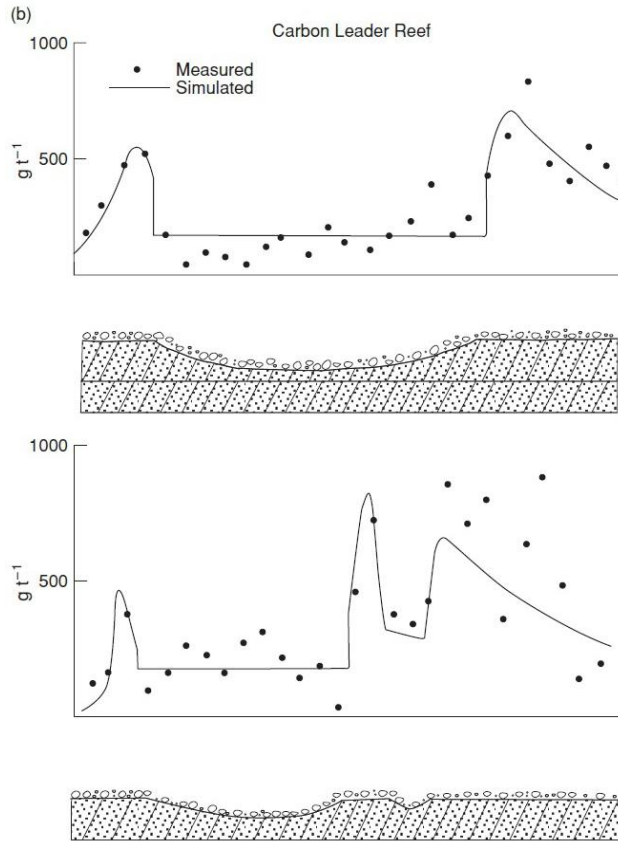 (b)
Carbon Leader Reef
1000
Measured
Simulated
500
g t⁻¹
1000
500
g t⁻¹